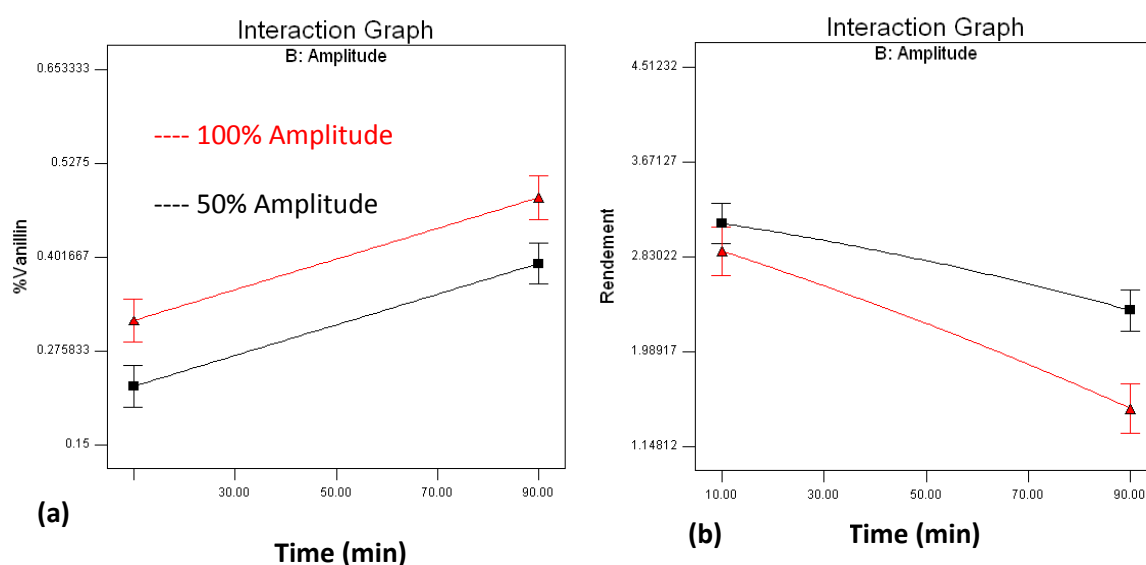 Interaction Graph
B: Amplitude
0.653333
0.5275
0.401667
0.275833
0.15
%Vanillin
---- 100% Amplitude
---- 50% Amplitude
30.00 50.00 70.00 90.00
(a)
Time (min)
Interaction Graph
B: Amplitude
4.51232
3.67127
2.83022
1.98917
1.14812
Rendement
10.00 30.00 50.00 70.00 90.00
(b)
Time (min)